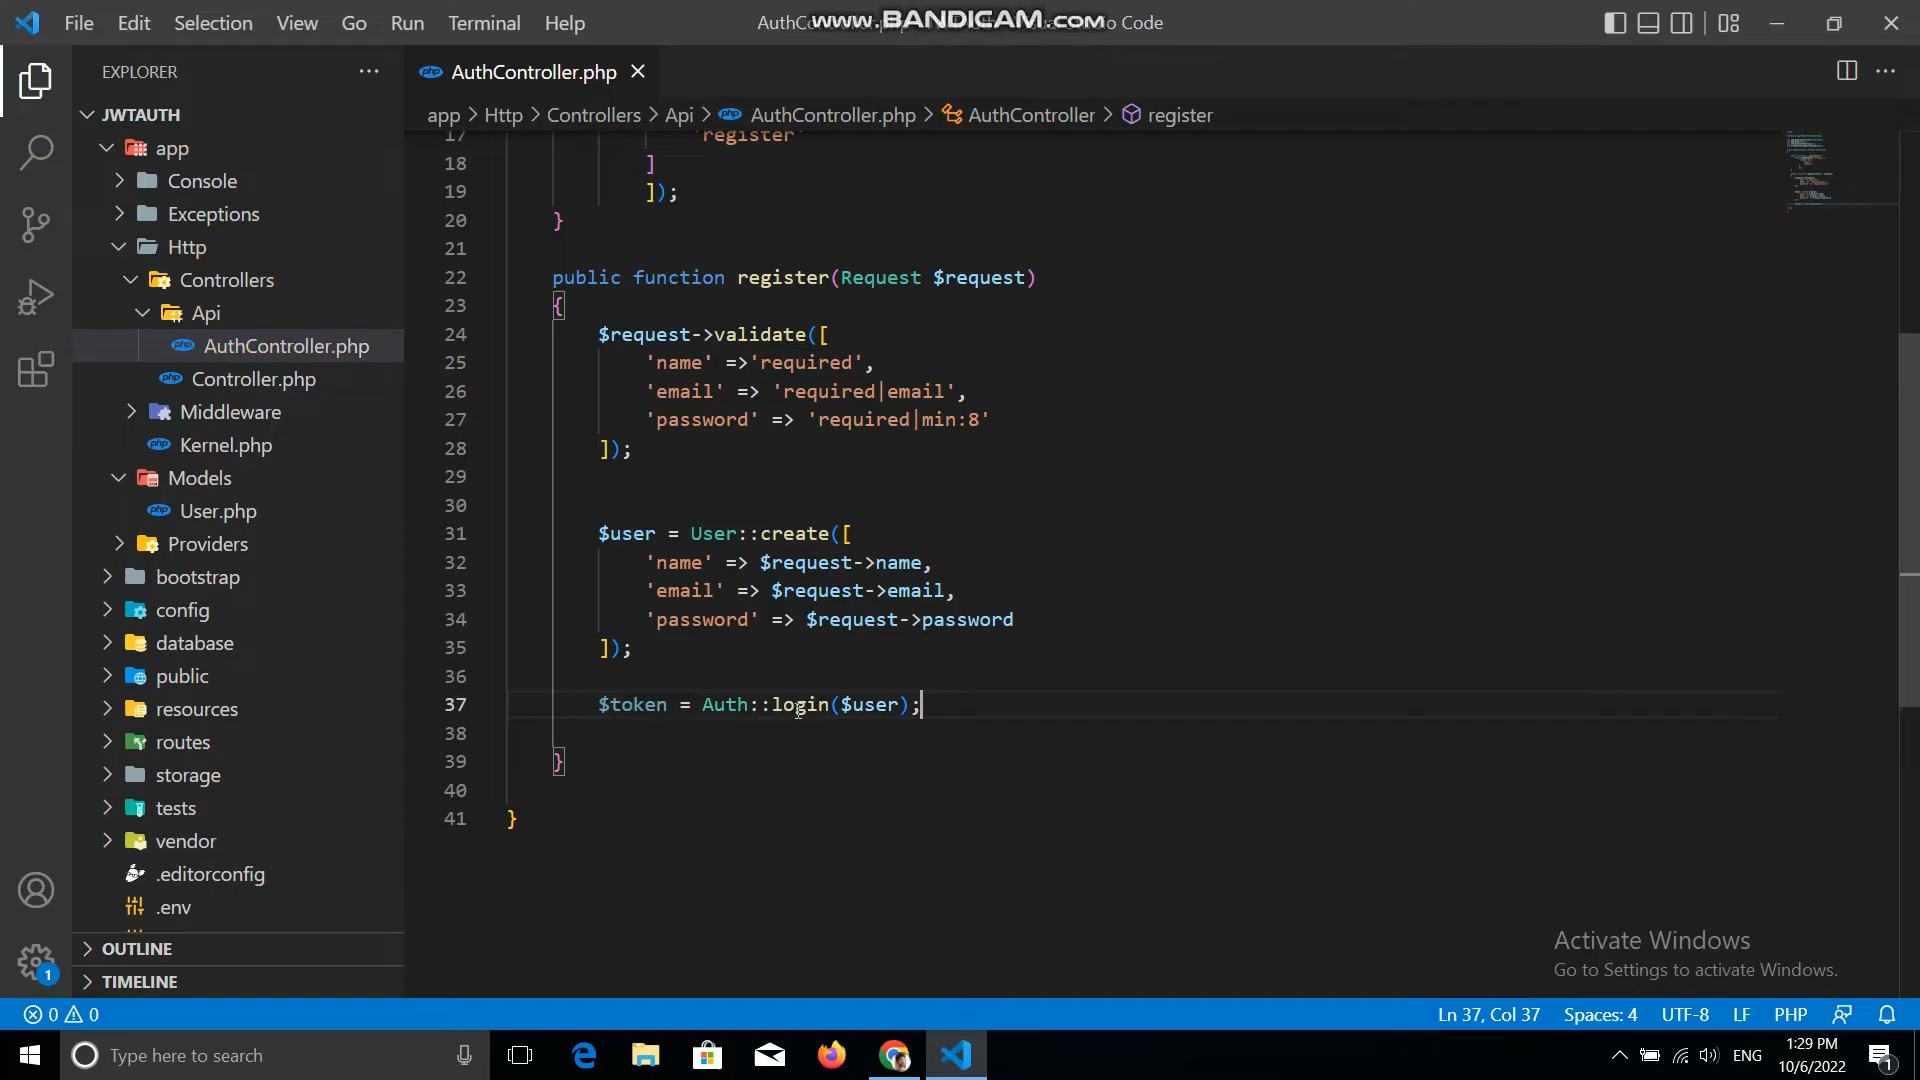 File Edit Selection View Go Run Terminal Help
www.BANDICAM.com
EXPLORER
AuthController.php
app > Http > Controllers > Api > AuthController.php > AuthController > register
JWTAUTH
app
Console
Exceptions
Http
Controllers
Api
AuthController.php
Controller.php
Middleware
Kernel.php
Models
User.php
Providers
bootstrap
config
database
public
resources
routes
storage
tests
vendor
.editorconfig
.env
OUTLINE
TIMELINE
17 'register'
18 ]
19 ]);
20 }
21
22 public function register(Request $request)
23 {
24 $request->validate([
25 'name' =>'required',
26 'email' => 'required|email',
27 'password' => 'required|min:8'
28 ]);
29
30
31 $user = User::create([
32 'name' => $request->name,
33 'email' => $request->email,
34 'password' => $request->password
35 ]);
36
37 $token = Auth::login($user);
38
39 }
40
41 }
Activate Windows
Go to Settings to activate Windows.
1
0 0
Ln 37, Col 37 Spaces: 4 UTF-8 LF PHP
Type here to search
ENG
1:29 PM
10/6/2022
1